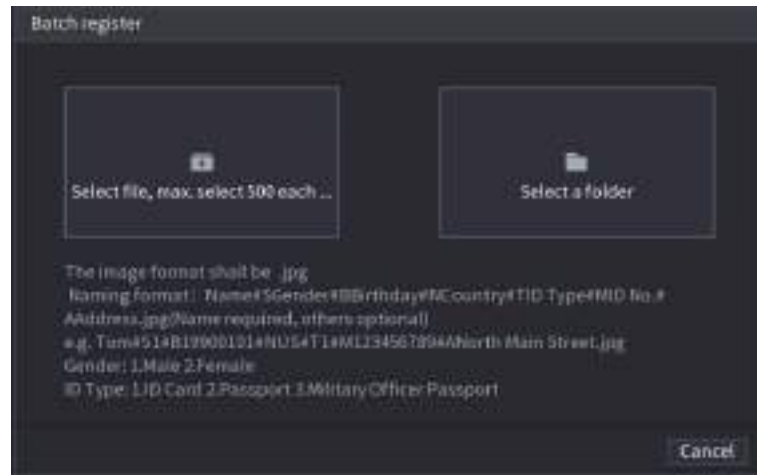 Batch register
Select file, max. select 500 each ...
Select a folder
The image format shall be .jpg
Naming format: Name#SGender#BBirthday#NCountry#TID Type#MID No.#
AAddress.jpg(Name required, others optional)
e.g. Tom#S1#B19900101#NUS#T1#M123456789#ANorth Main Street.jpg
Gender: 1.Male 2.Female
ID Type: 1.ID Card 2.Passport 3.Military Officer Passport
Cancel